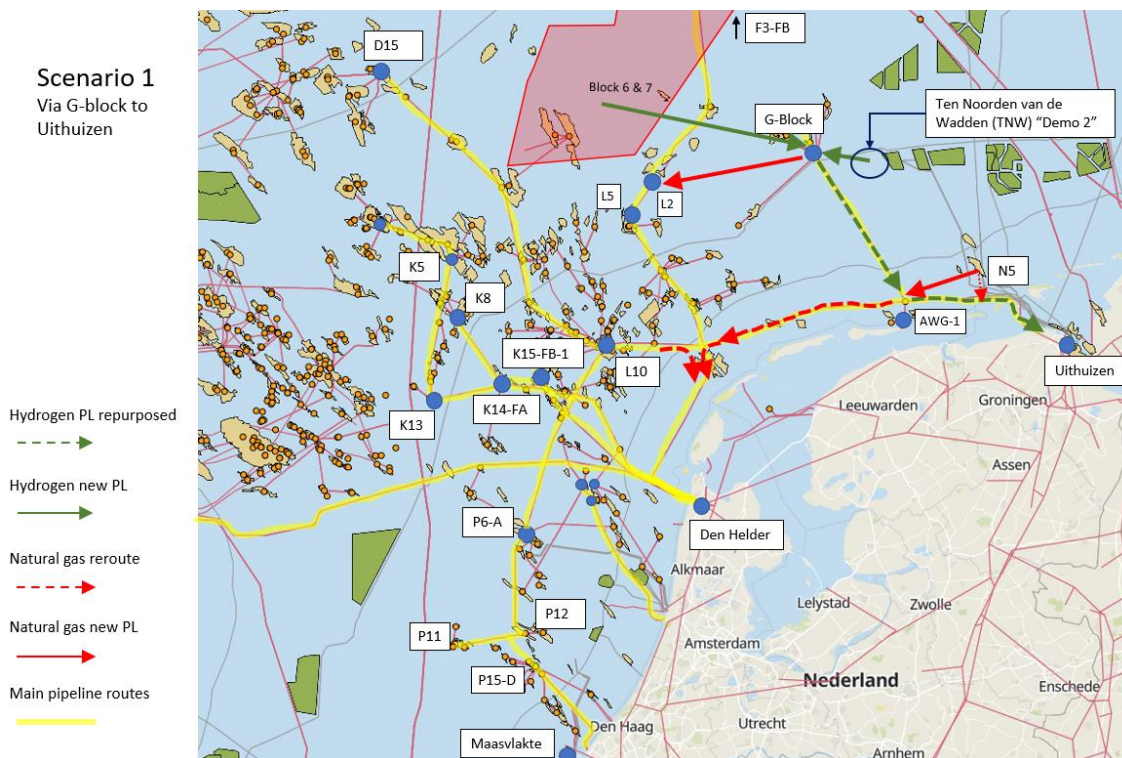 Scenario 1
Via G-block to
Uithuizen
Hydrogen PL repurposed
Hydrogen new PL
Natural gas reroute
Natural gas new PL
Main pipeline routes
D15
F3-FB
Block 6 & 7
G-Block
Ten Noorden van de
Wadden (TNW) “Demo 2”
L5
L2
K5
N5
K8
AWG-1
K15-FB-1
L10
Uithuizen
K14-FA
K13
Leeuwarden
Groningen
Assen
P6-A
Den Helder
Alkmaar
Lelystad
Zwolle
P12
P11
Amsterdam
P15-D
Nederland
Enschede
Den Haag
Utrecht
Maasvlakte
Arnhem